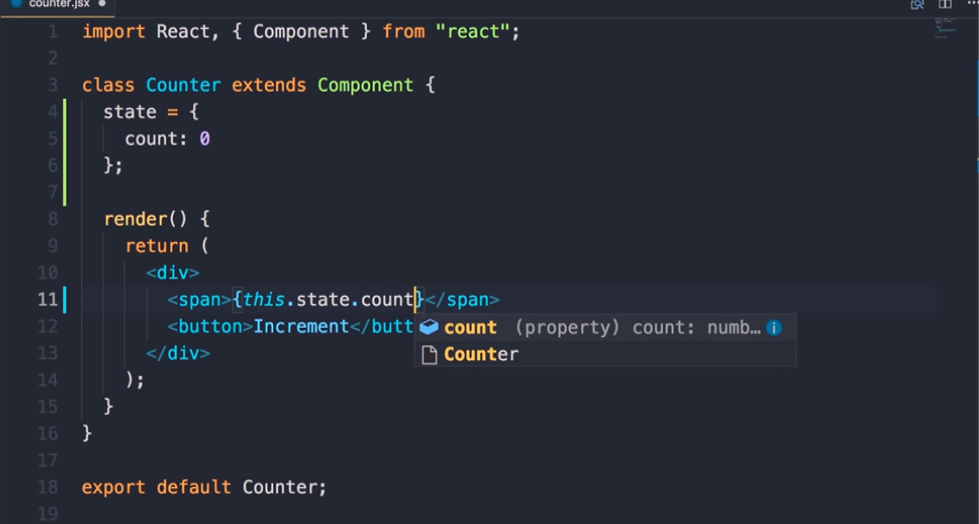 counter.jsx
1 import React, { Component } from "react";
2
3 class Counter extends Component {
4 state = {
5 count: 0
6 };
7
8 render() {
9 return (
10 <div>
11 <span>{this.state.count}</span>
12 <button>Increment</butt
count (property) count: numb…
13 </div>
Counter
14 );
15 }
16 }
17
18 export default Counter;
19